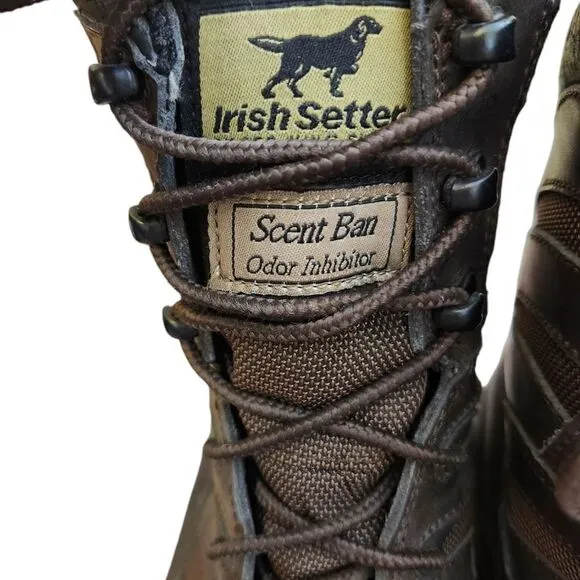 Irish Setter
Scent Ban
Odor Inhibitor